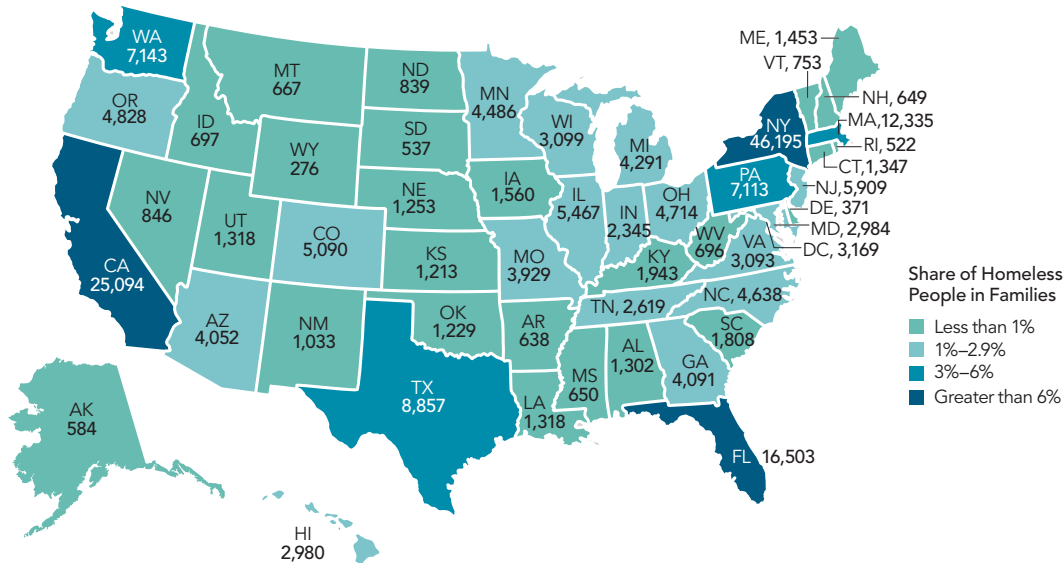 WA
7,143
MT
667
ND
839
MN
4,486
OR
4,828
ID
697
WY
276
SD
537
WI
3,099
MI
4,291
NY
46,195
ME, 1,453
VT, 753
NH, 649
MA,12,335
RI, 522
CT,1,347
NJ, 5,909
DE, 371
MD, 2,984
DC, 3,169
PA
7,113
NV
846
UT
1,318
CO
5,090
NE
1,253
IA
1,560
IL
5,467
IN
2,345
OH
4,714
WV
696
VA
3,093
CA
25,094
KS
1,213
MO
3,929
KY
1,943
TN, 2,619
NC, 4,638
AZ
4,052
NM
1,033
OK
1,229
AR
638
SC
1,808
MS
650
AL
1,302
GA
4,091
TX
8,857
LA
1,318
FL 16,503
AK
584
HI
2,980
Share of Homeless
People in Families
Less than 1%
1%–2.9%
3%–6%
Greater than 6%